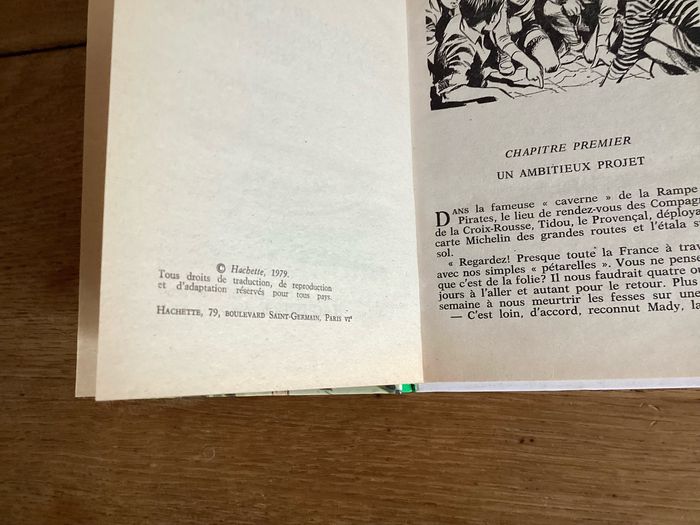 © Hachette, 1979.
Tous droits de traduction, de reproduction
et d'adaptation réservés pour tous pays.
HACHETTE, 79, BOULEVARD SAINT-GERMAIN, PARIS VIe
CHAPITRE PREMIER
UN AMBITIEUX PROJET
DANS la fameuse « caverne » de la Rampe
Pirates, le lieu de rendez-vous des Compag
de la Croix-Rousse, Tidou, le Provençal, déploya
carte Michelin des grandes routes et l'étala s
sol.
« Regardez! Presque toute la France à tra
avec nos simples « pétarelles ». Vous ne pense
que c'est de la folie? Il nous faudrait quatre o
jours à l'aller et autant pour le retour. Plus
semaine à nous meurtrir les fesses sur une
— C'est loin, d'accord, reconnut Mady, la